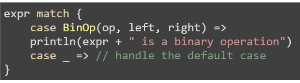 expr match {
case BinOp(op, left, right) =>
println(expr + " is a binary operation")
case _ => // handle the default case
}